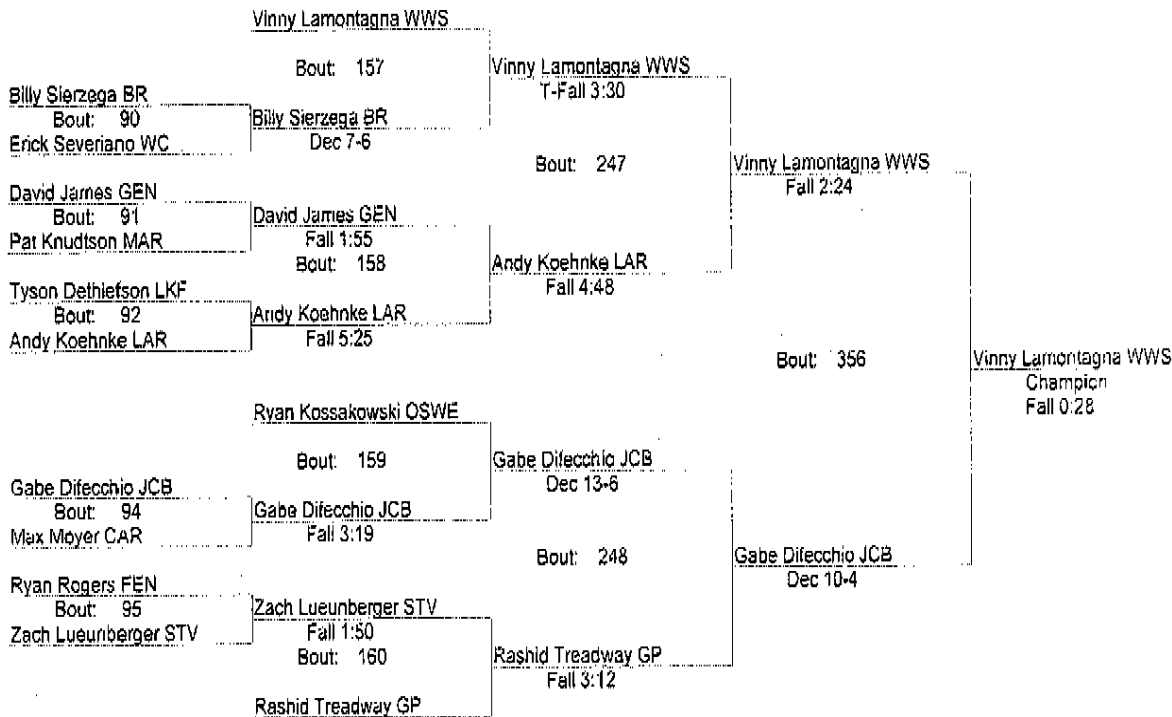 Vinny Lamontagna WWS
Bout: 157
Vinny Lamontagna WWS
T-Fall 3:30
Billy Sierzega BR
Bout: 90
Erick Severiano WC
Billy Sierzega BR
Dec 7-6
Bout: 247
Vinny Lamontagna WWS
Fall 2:24
David James GEN
Bout: 91
Pat Knudtson MAR
David James GEN
Fall 1:55
Bout: 158
Andy Koehnke LAR
Fall 4:48
Tyson Dethlefson LKF
Bout: 92
Andy Koehnke LAR
Andy Koehnke LAR
Fall 5:25
Bout: 356
Vinny Lamontagna WWS
Champion
Fall 0:28
Ryan Kossakowski OSWE
Bout: 159
Gabe Difecchio JCB
Dec 13-6
Gabe Difecchio JCB
Bout: 94
Max Moyer CAR
Gabe Difecchio JCB
Fall 3:19
Bout: 248
Gabe Difecchio JCB
Dec 10-4
Ryan Rogers FEN
Bout: 95
Zach Lueunberger STV
Zach Lueunberger STV
Fall 1:50
Bout: 160
Rashid Treadway GP
Fall 3:12
Rashid Treadway GP